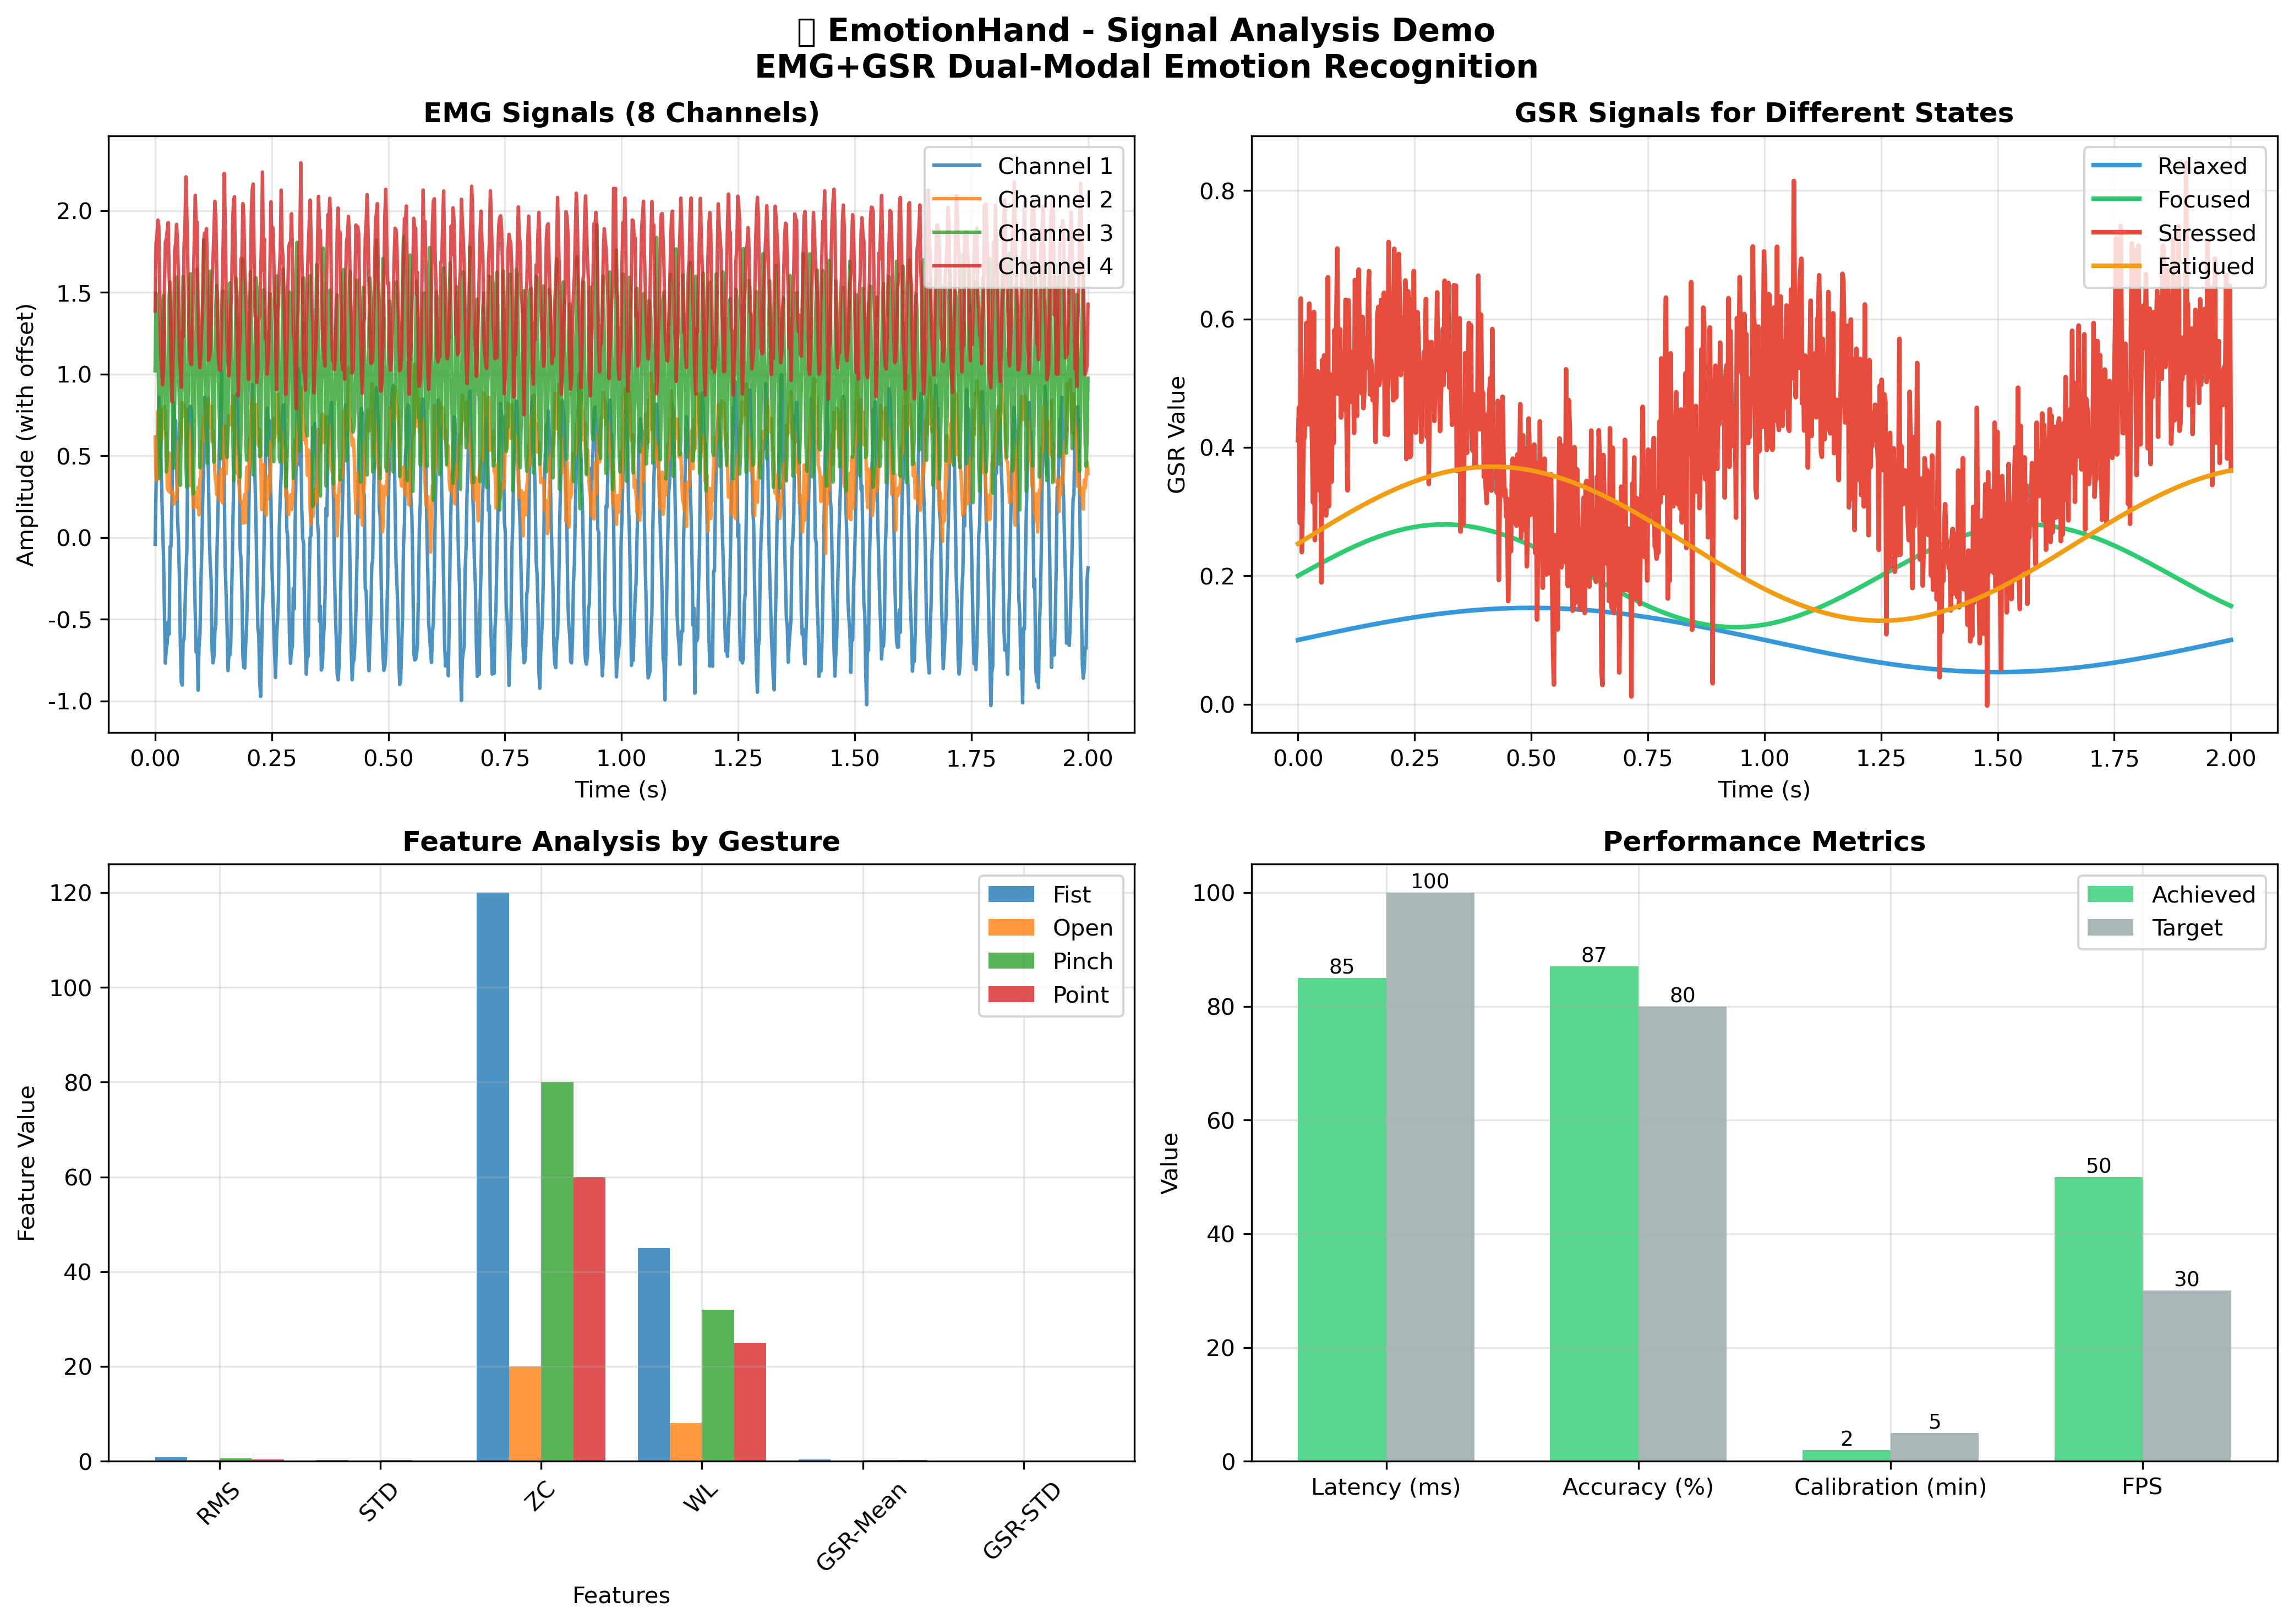 EmotionHand - Signal Analysis Demo
EMG+GSR Dual-Modal Emotion Recognition
EMG Signals (8 Channels)
Amplitude (with offset)
2.0
1.5
1.0
0.5
0.0
-0.5
-1.0
Channel 1
Channel 2
Channel 3
Channel 4
0.00 0.25 0.50 0.75 1.00 1.25 1.50 1.75 2.00
Time (s)
GSR Signals for Different States
GSR Value
0.8
0.6
0.4
0.2
0.0
Relaxed
Focused
Stressed
Fatigued
0.00 0.25 0.50 0.75 1.00 1.25 1.50 1.75 2.00
Time (s)
Feature Analysis by Gesture
Feature Value
120
100
80
60
40
20
0
Fist
Open
Pinch
Point
RMS STD ZC WL GSR-Mean GSR-STD
Features
Performance Metrics
Value
100
80
60
40
20
0
Achieved
Target
85 100 87 80 2 5 50 30
Latency (ms) Accuracy (%) Calibration (min) FPS